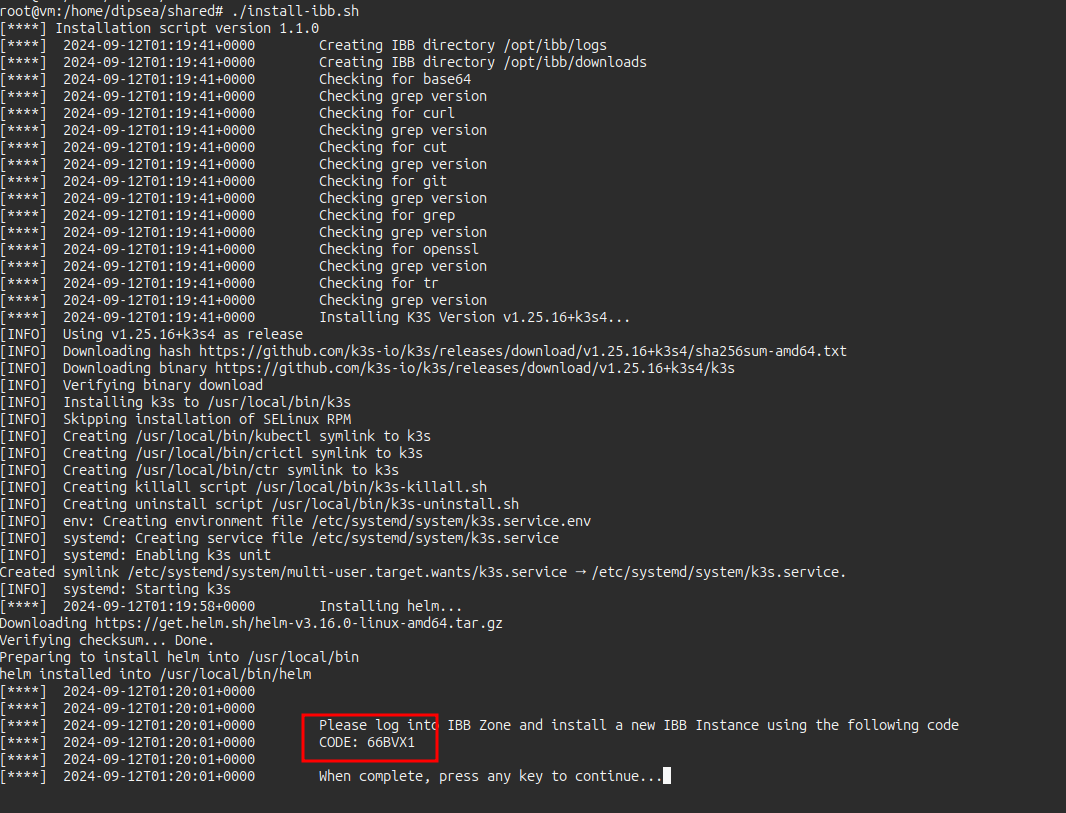 root@vm:/home/dipsea/shared# ./install-ibb.sh
[****] Installation script version 1.1.0
[****]  2024-09-12T01:19:41+0000        Creating IBB directory /opt/ibb/logs
[****]  2024-09-12T01:19:41+0000        Creating IBB directory /opt/ibb/downloads
[****]  2024-09-12T01:19:41+0000        Checking for base64
[****]  2024-09-12T01:19:41+0000        Checking grep version
[****]  2024-09-12T01:19:41+0000        Checking for curl
[****]  2024-09-12T01:19:41+0000        Checking grep version
[****]  2024-09-12T01:19:41+0000        Checking for cut
[****]  2024-09-12T01:19:41+0000        Checking grep version
[****]  2024-09-12T01:19:41+0000        Checking for git
[****]  2024-09-12T01:19:41+0000        Checking grep version
[****]  2024-09-12T01:19:41+0000        Checking for grep
[****]  2024-09-12T01:19:41+0000        Checking grep version
[****]  2024-09-12T01:19:41+0000        Checking for openssl
[****]  2024-09-12T01:19:41+0000        Checking grep version
[****]  2024-09-12T01:19:41+0000        Checking for tr
[****]  2024-09-12T01:19:41+0000        Checking grep version
[****]  2024-09-12T01:19:41+0000        Installing K3S Version v1.25.16+k3s4...
[INFO]  Using v1.25.16+k3s4 as release
[INFO]  Downloading hash https://github.com/k3s-io/k3s/releases/download/v1.25.16+k3s4/sha256sum-amd64.txt
[INFO]  Downloading binary https://github.com/k3s-io/k3s/releases/download/v1.25.16+k3s4/k3s
[INFO]  Verifying binary download
[INFO]  Installing k3s to /usr/local/bin/k3s
[INFO]  Skipping installation of SELinux RPM
[INFO]  Creating /usr/local/bin/kubectl symlink to k3s
[INFO]  Creating /usr/local/bin/crictl symlink to k3s
[INFO]  Creating /usr/local/bin/ctr symlink to k3s
[INFO]  Creating killall script /usr/local/bin/k3s-killall.sh
[INFO]  Creating uninstall script /usr/local/bin/k3s-uninstall.sh
[INFO]  env: Creating environment file /etc/systemd/system/k3s.service.env
[INFO]  systemd: Creating service file /etc/systemd/system/k3s.service
[INFO]  systemd: Enabling k3s unit
Created symlink /etc/systemd/system/multi-user.target.wants/k3s.service → /etc/systemd/system/k3s.service.
[INFO]  systemd: Starting k3s
[****]  2024-09-12T01:19:58+0000        Installing helm...
Downloading https://get.helm.sh/helm-v3.16.0-linux-amd64.tar.gz
Verifying checksum... Done.
Preparing to install helm into /usr/local/bin
helm installed into /usr/local/bin/helm
[****]  2024-09-12T01:20:01+0000
[****]  2024-09-12T01:20:01+0000
[****]  2024-09-12T01:20:01+0000        Please log into IBB Zone and install a new IBB Instance using the following code
[****]  2024-09-12T01:20:01+0000        CODE: 66BVX1
[****]  2024-09-12T01:20:01+0000
[****]  2024-09-12T01:20:01+0000        When complete, press any key to continue...